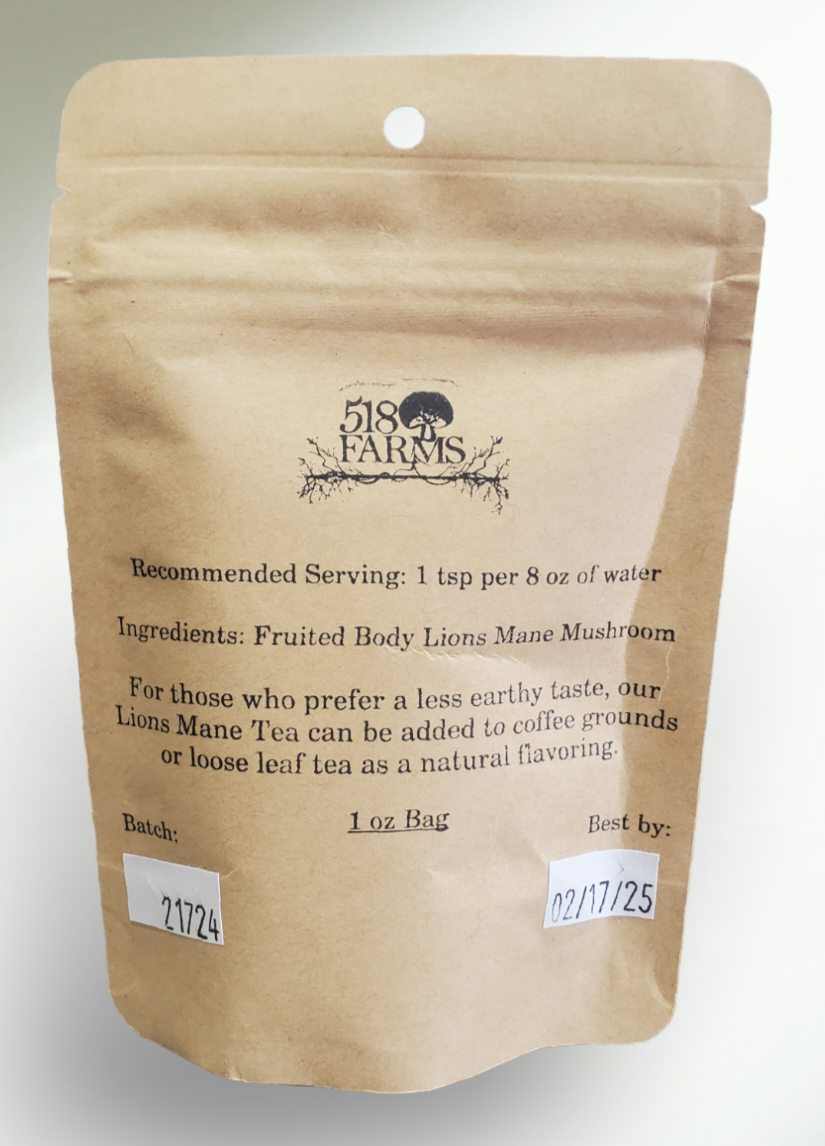 518
FARMS
Recommended Serving: 1 tsp per 8 oz of water
Ingredients: Fruited Body Lions Mane Mushroom
For those who prefer a less earthy taste, our
Lions Mane Tea can be added to coffee grounds
or loose leaf tea as a natural flavoring.
Batch:
1 oz Bag
Best by:
21724
02/17/25